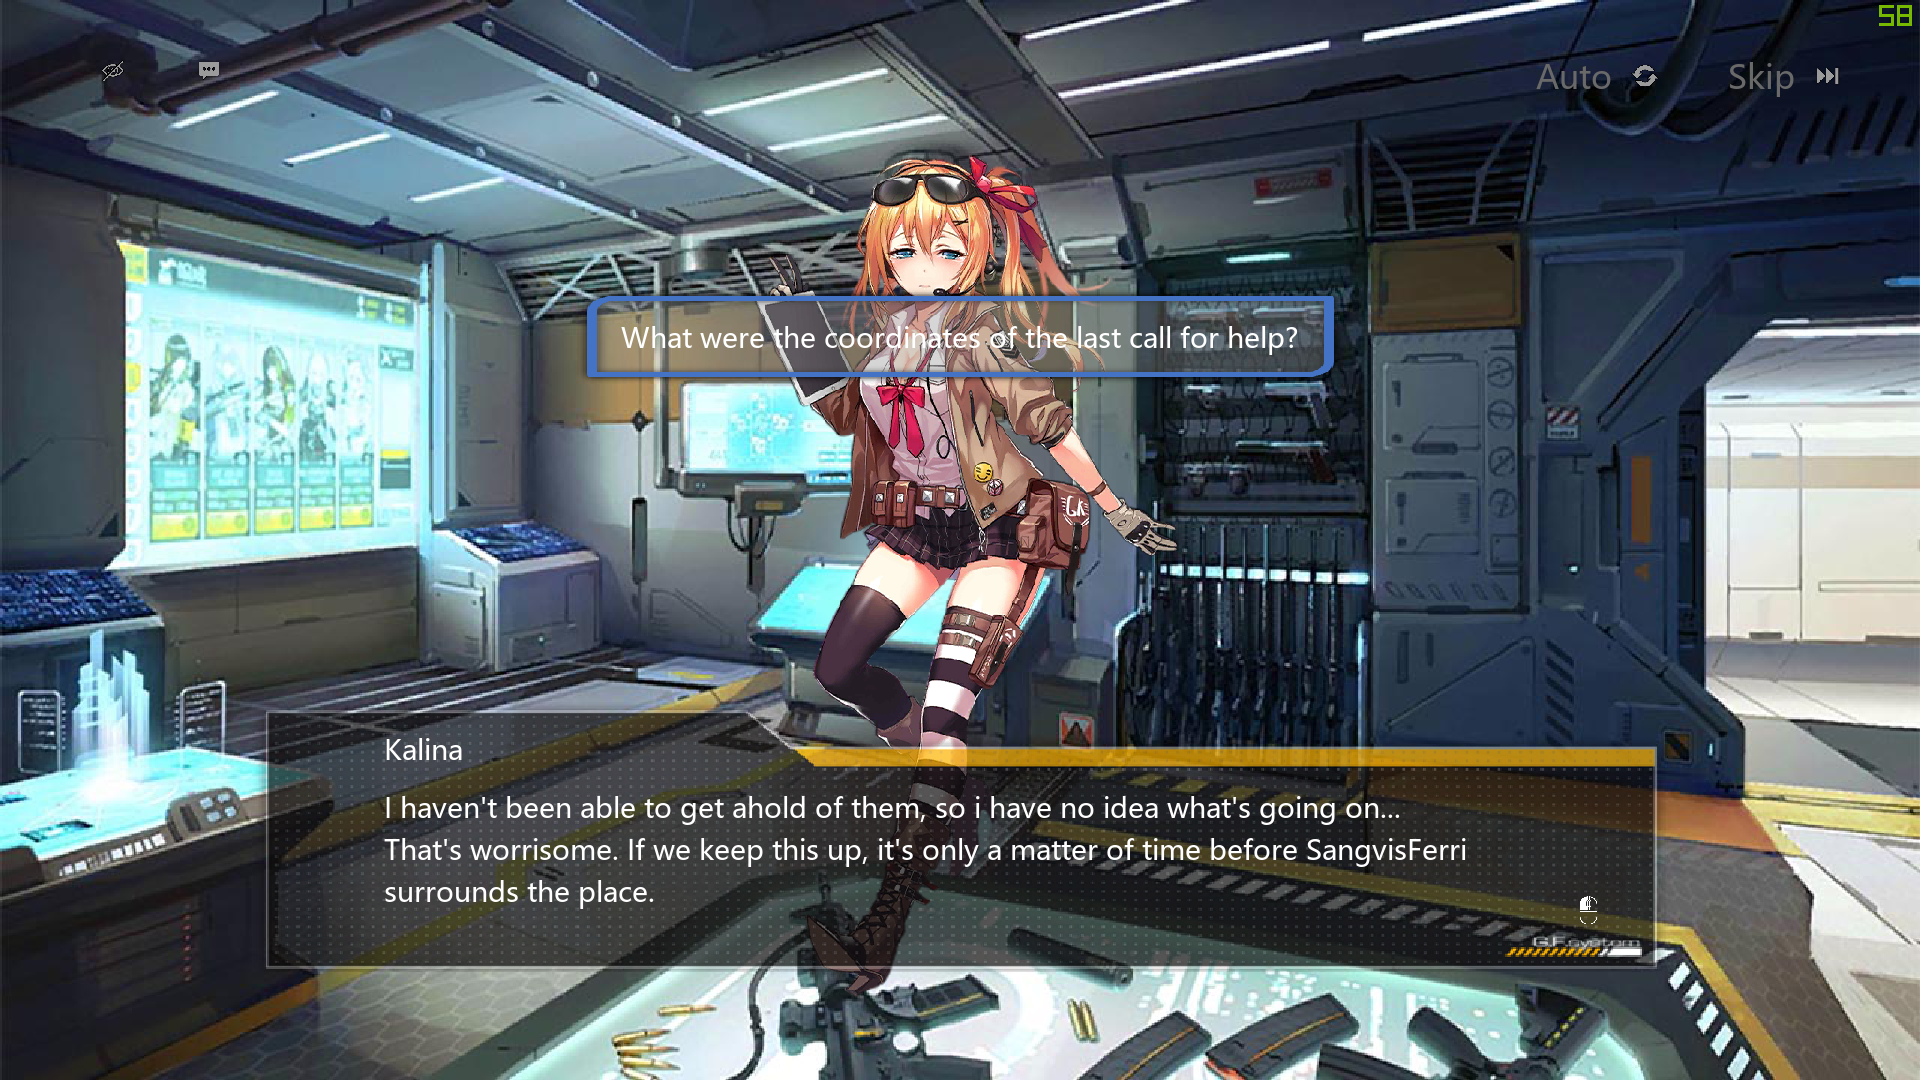 58
Auto
Skip
What were the coordinates of the last call for help?
GK
Kalina
I haven't been able to get ahold of them, so i have no idea what's going on...
That's worrisome. If we keep this up, it's only a matter of time before SangvisFerri
surrounds the place.
G.F.system